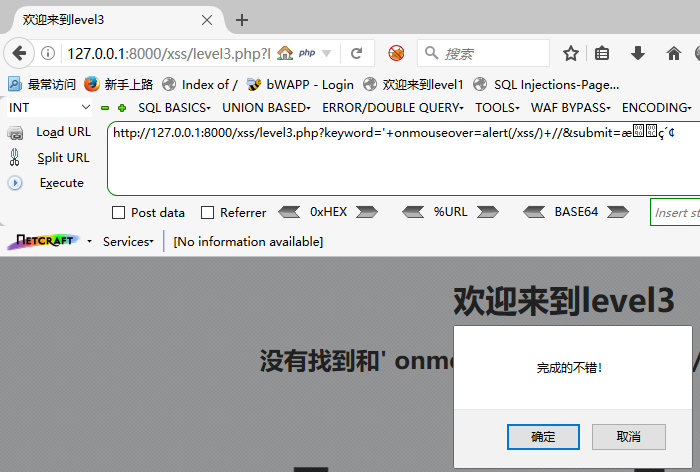 欢迎来到level3
127.0.0.1:8000/xss/level3.php?l
php
搜索
最常访问 新手上路 Index of / bWAPP - Login 欢迎来到level1 SQL Injections-Page...
INT SQL BASICS UNION BASED ERROR/DOUBLE QUERY TOOLS WAF BYPASS ENCODING
Load URL
http://127.0.0.1:8000/xss/level3.php?keyword='+onmouseover=alert(/xss/)+//&submit=æç´¢
Split URL
Execute
Post data Referrer 0xHEX %URL BASE64 Insert st
NETCRAFT Services [No information available]
欢迎来到level3
没有找到和' onmo
完成的不错!
确定 取消